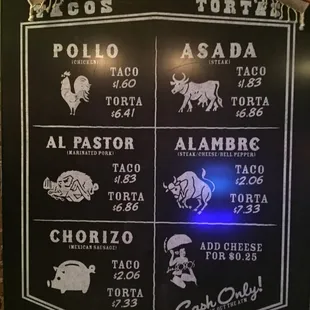 TACOS TORTAS
POLLO
(CHICKEN)
TACO
$1.60
TORTA
$6.41
ASADA
(STEAK)
TACO
$1.83
TORTA
$6.86
AL PASTOR
(MARINATED PORK)
TACO
$1.83
TORTA
$6.86
ALAMBRE
(STEAK/CHEESE/BELL PEPPER)
TACO
$2.06
TORTA
$7.33
CHORIZO
(MEXICAN SAUSAGE)
TACO
$2.06
TORTA
$7.33
ADD CHEESE
FOR $0.25
Cash Only!
THE ATM